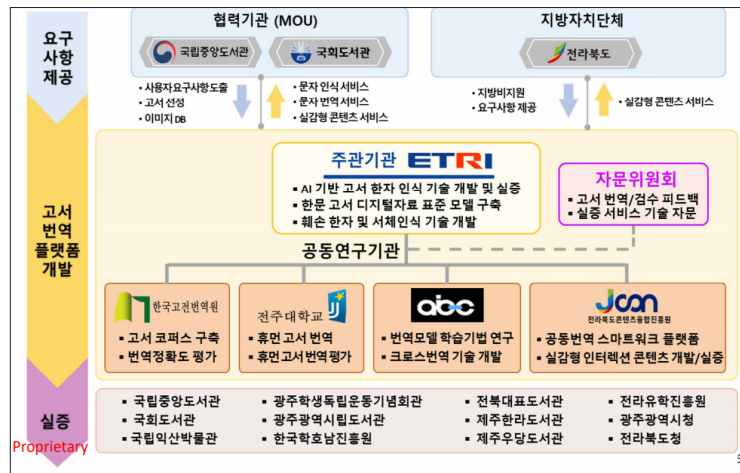 협력기관 (MOU)
지방자치단체
요구
사항
제공
국립중앙도서관
국회도서관
전라북도
• 사용자요구사항도출
• 고서 선정
• 이미지 DB
• 문자 인식 서비스
• 문자 번역 서비스
• 실감형 콘텐츠 서비스
• 지방비지원
• 요구사항 제공
• 실감형 콘텐츠 서비스
고서
번역
플랫폼
개발
주관기관 ETRI
▪ AI 기반 고서 한자 인식 기술 개발 및 실증
▪ 한문 고서 디지털자료 표준 모델 구축
▪ 훼손 한자 및 서체인식 기술 개발
자문위원회
▪ 고서 번역/검수 피드백
▪ 실증 서비스 기술 자문
공동연구기관
한국고전번역원
▪ 고서 코퍼스 구축
▪ 번역정확도 평가
전주대학교
▪ 휴먼 고서 번역
▪ 휴먼고서번역평가
abc
▪ 번역모델 학습기법 연구
▪ 크로스번역 기술 개발
Jcon
전라북도콘텐츠융합진흥원
▪ 공동번역 스마트워크 플랫폼
▪ 실감형 인터렉션 콘텐츠 개발/실증
실증
Proprietary
▪ 국립중앙도서관
▪ 국회도서관
▪ 국립익산박물관
▪ 광주학생독립운동기념회관
▪ 광주광역시립도서관
▪ 한국학호남진흥원
▪ 전북대표도서관
▪ 제주한라도서관
▪ 제주우당도서관
▪ 전라유학진흥원
▪ 광주광역시청
▪ 전라북도청